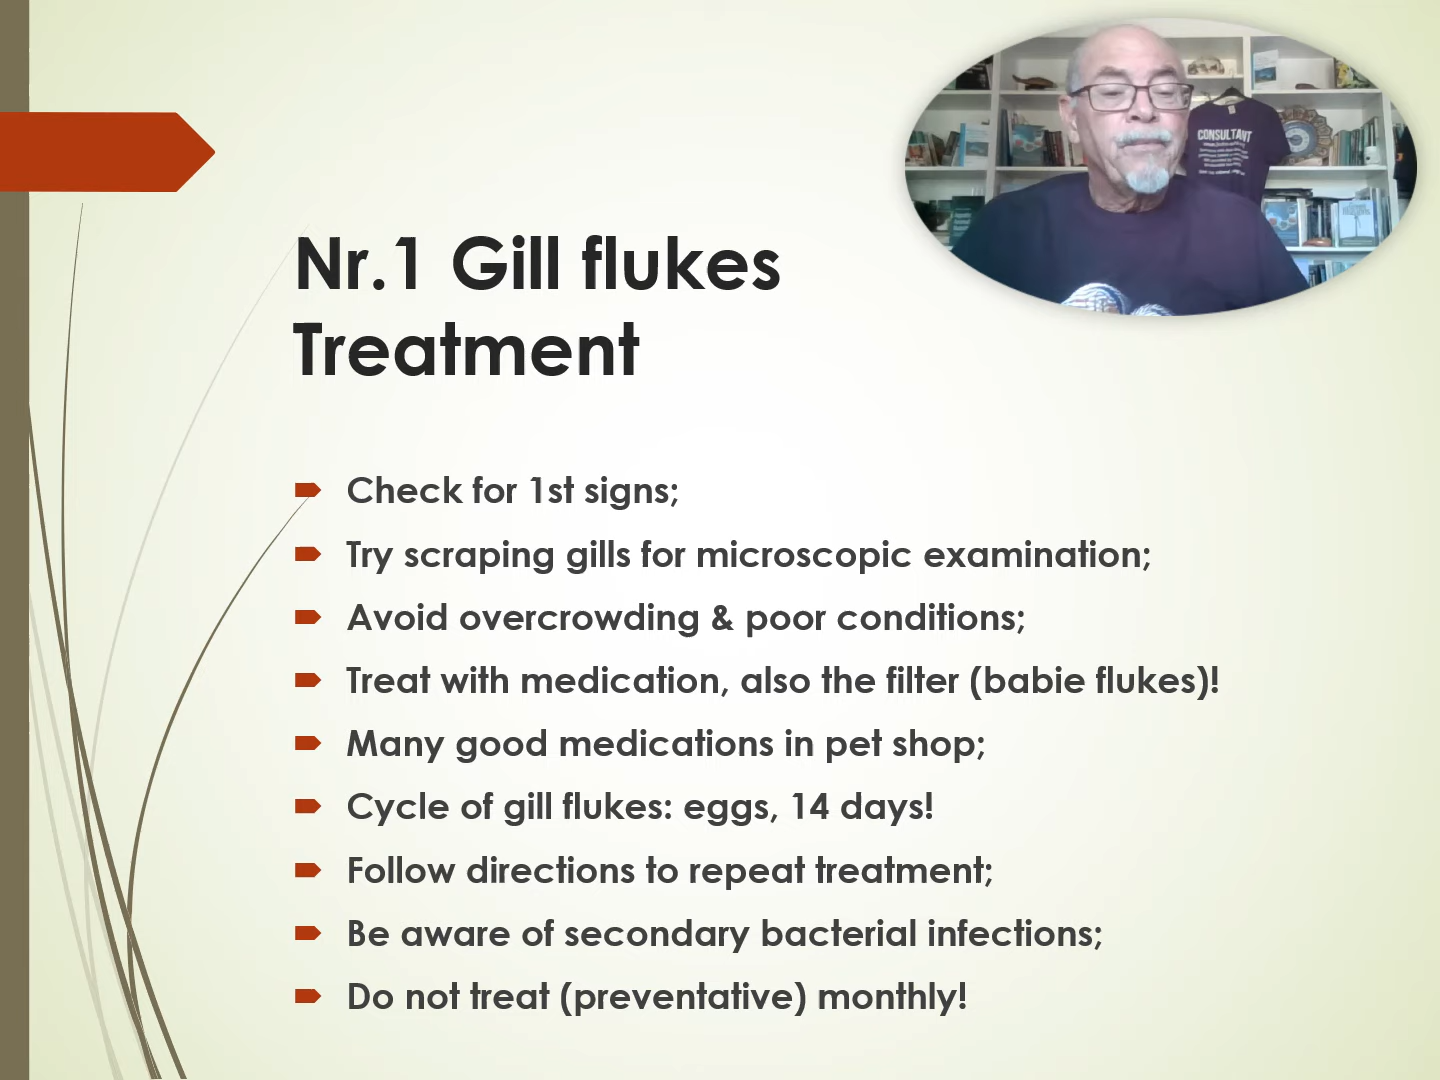 CONSULTANT
Nr.1 Gill flukes
Treatment
Check for 1st signs;
Try scraping gills for microscopic examination;
Avoid overcrowding & poor conditions;
Treat with medication, also the filter (babie flukes)!
Many good medications in pet shop;
Cycle of gill flukes: eggs, 14 days!
Follow directions to repeat treatment;
Be aware of secondary bacterial infections;
Do not treat (preventative) monthly!